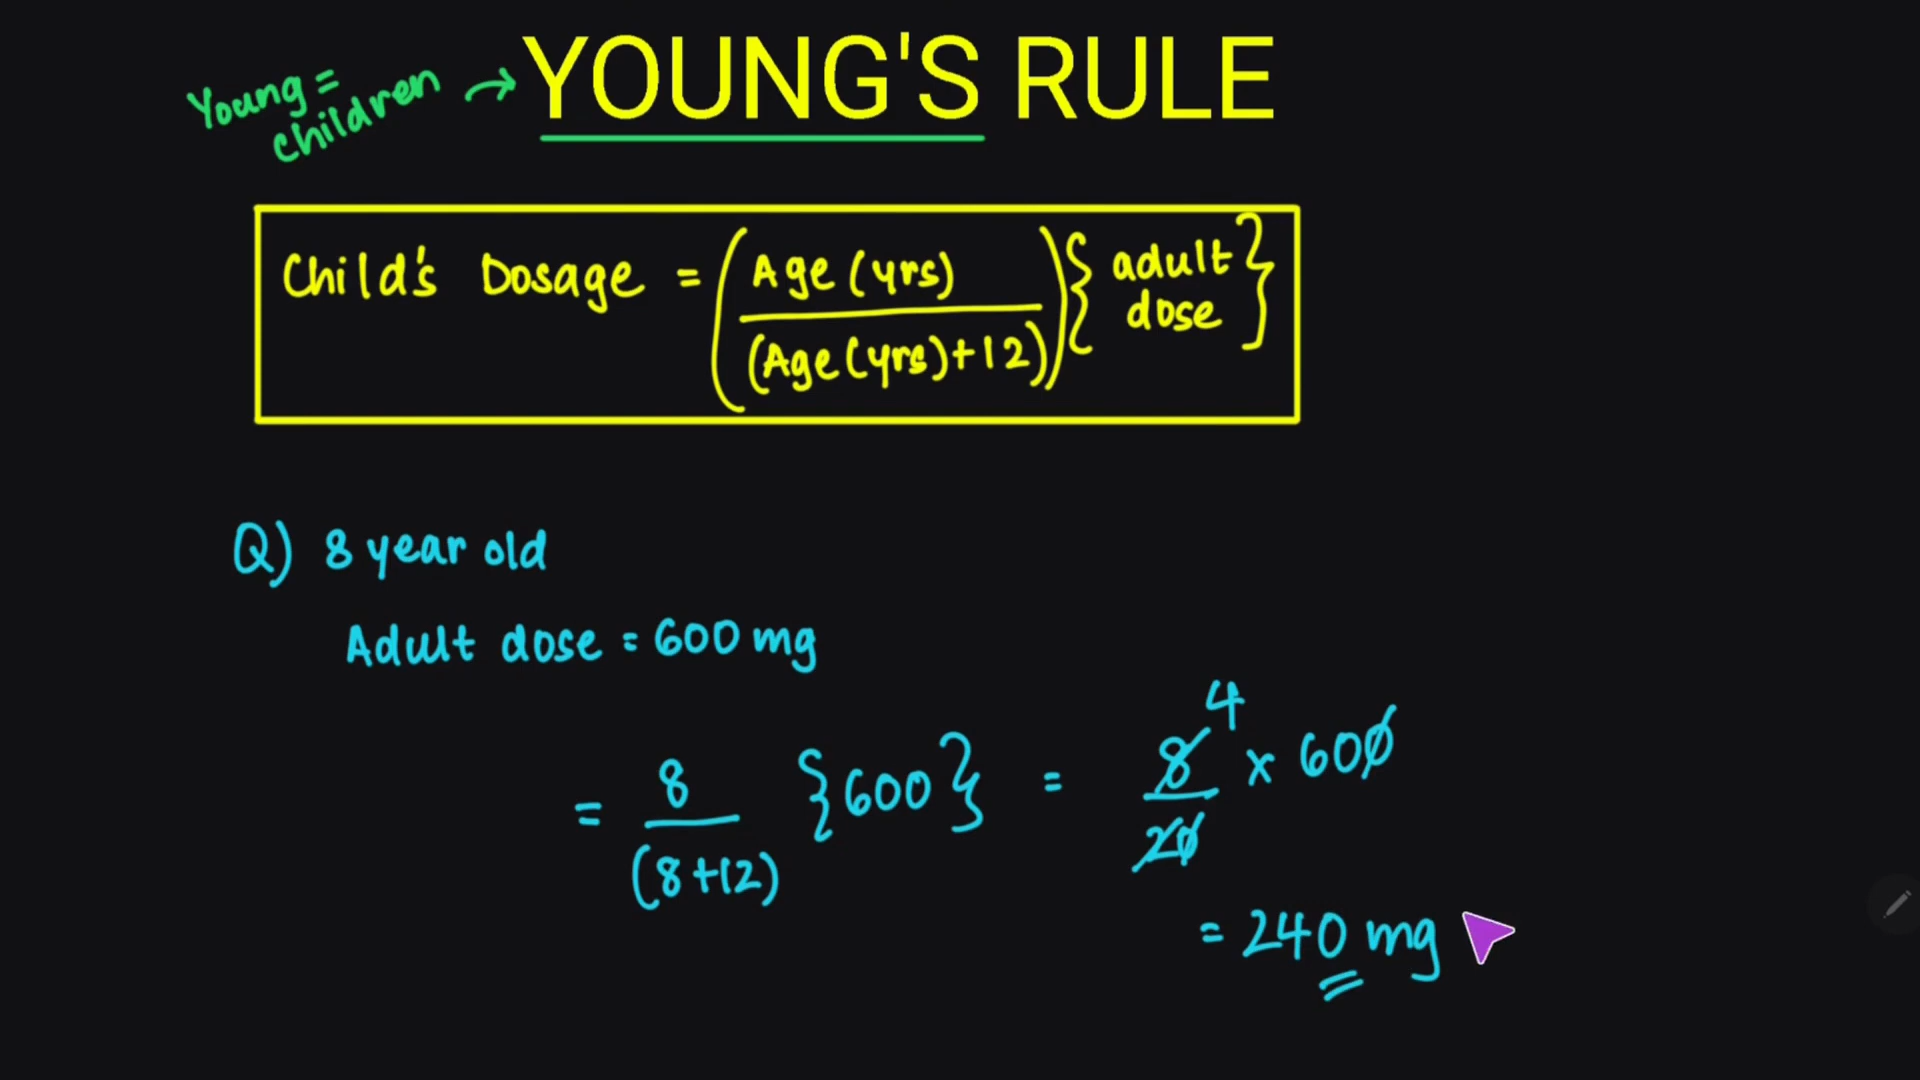 YOUNG'S RULE
Young =
children →
Child's Dosage = (Age (yrs) / (Age (yrs) + 12)) {adult dose}
Q) 8 year old
Adult dose = 600 mg
= 8 / (8+12) {600} = 8 4 / 20 x 600
= 240 mg